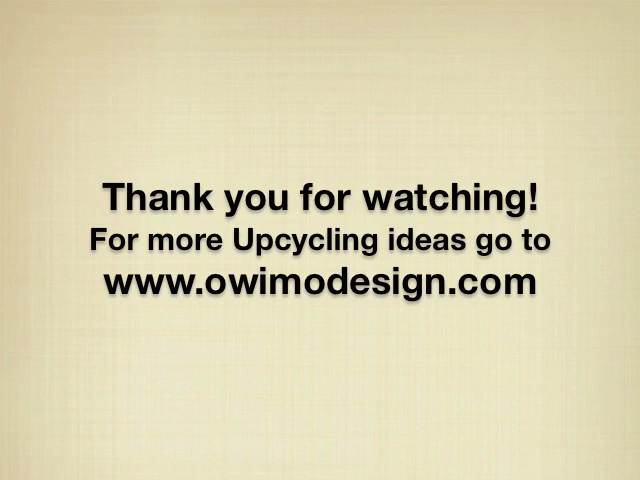 Thank you for watching!
For more Upcycling ideas go to
www.owimodesign.com